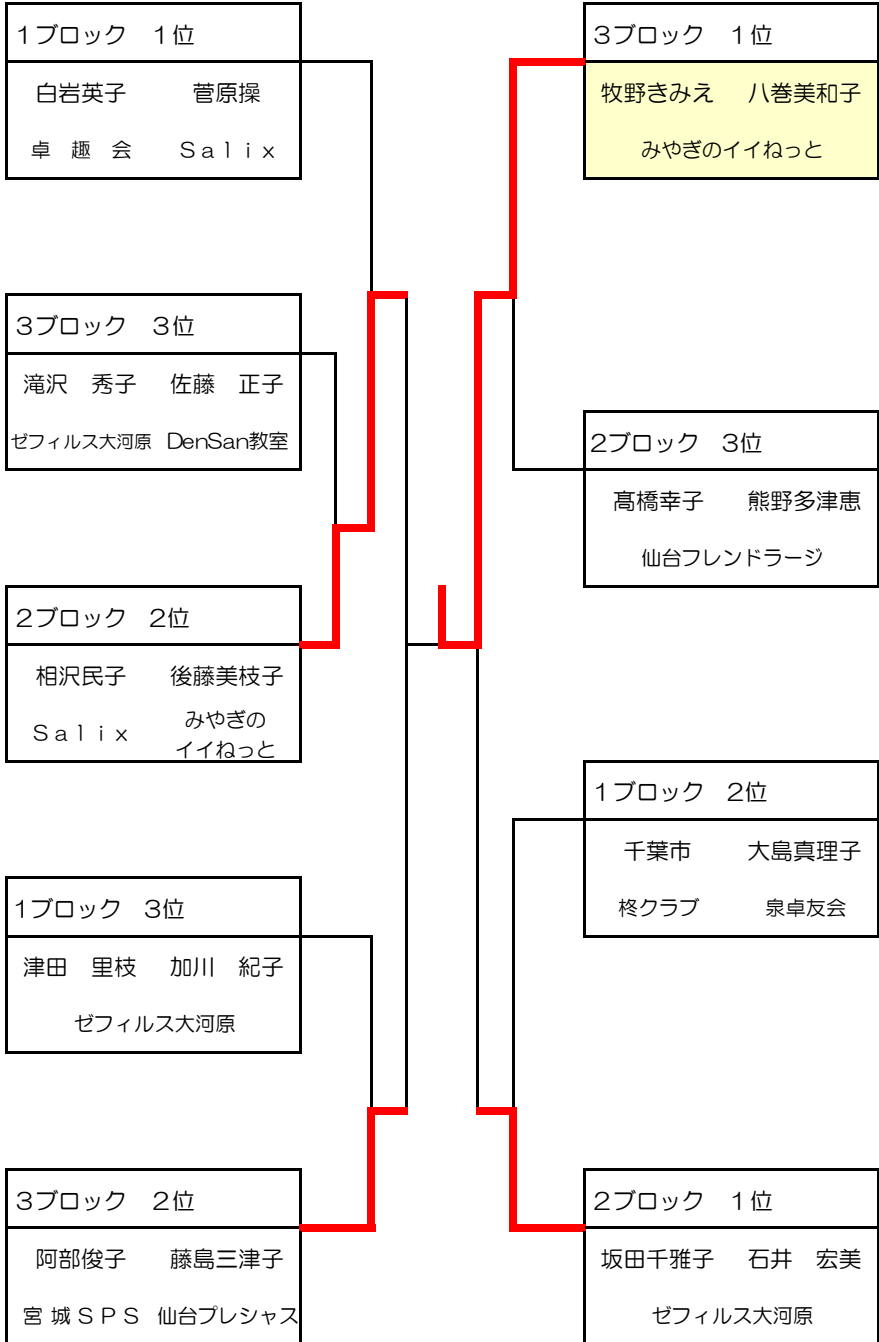 1ブロック　1位
白岩英子　菅原操
卓　趣　会　Ｓａｌｉｘ
3ブロック　3位
滝沢　秀子　佐藤　正子
ゼフィルス大河原　DenSan教室
2ブロック　2位
相沢民子　後藤美枝子
Ｓａｌｉｘ　みやぎの
イイねっと
1ブロック　3位
津田　里枝　加川　紀子
ゼフィルス大河原
3ブロック　2位
阿部俊子　藤島三津子
宮 城 ＳＰＳ　仙台プレシャス
3ブロック　1位
牧野きみえ　八巻美和子
みやぎのイイねっと
2ブロック　3位
髙橋幸子　熊野多津恵
仙台フレンドラージ
1ブロック　2位
千葉市　大島真理子
柊クラブ　泉卓友会
2ブロック　1位
坂田千雅子　石井　宏美
ゼフィルス大河原